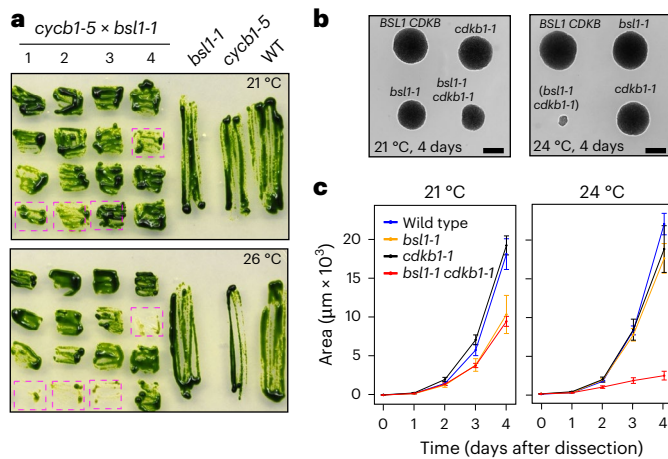 a
cycb1-5 × bsl1-1
1 2 3 4
bsl1-1
cycb1-5
WT
21 °C
26 °C
b
BSL1 CDKB
cdkb1-1
bsl1-1
bsl1-1
cdkb1-1
21 °C, 4 days
BSL1 CDKB
bsl1-1
(bsl1-1
cdkb1-1)
cdkb1-1
24 °C, 4 days
c
21 °C
24 °C
Area (μm × 10³)
20
15
10
5
0
Wild type
bsl1-1
cdkb1-1
bsl1-1 cdkb1-1
0 1 2 3 4
0 1 2 3 4
Time (days after dissection)